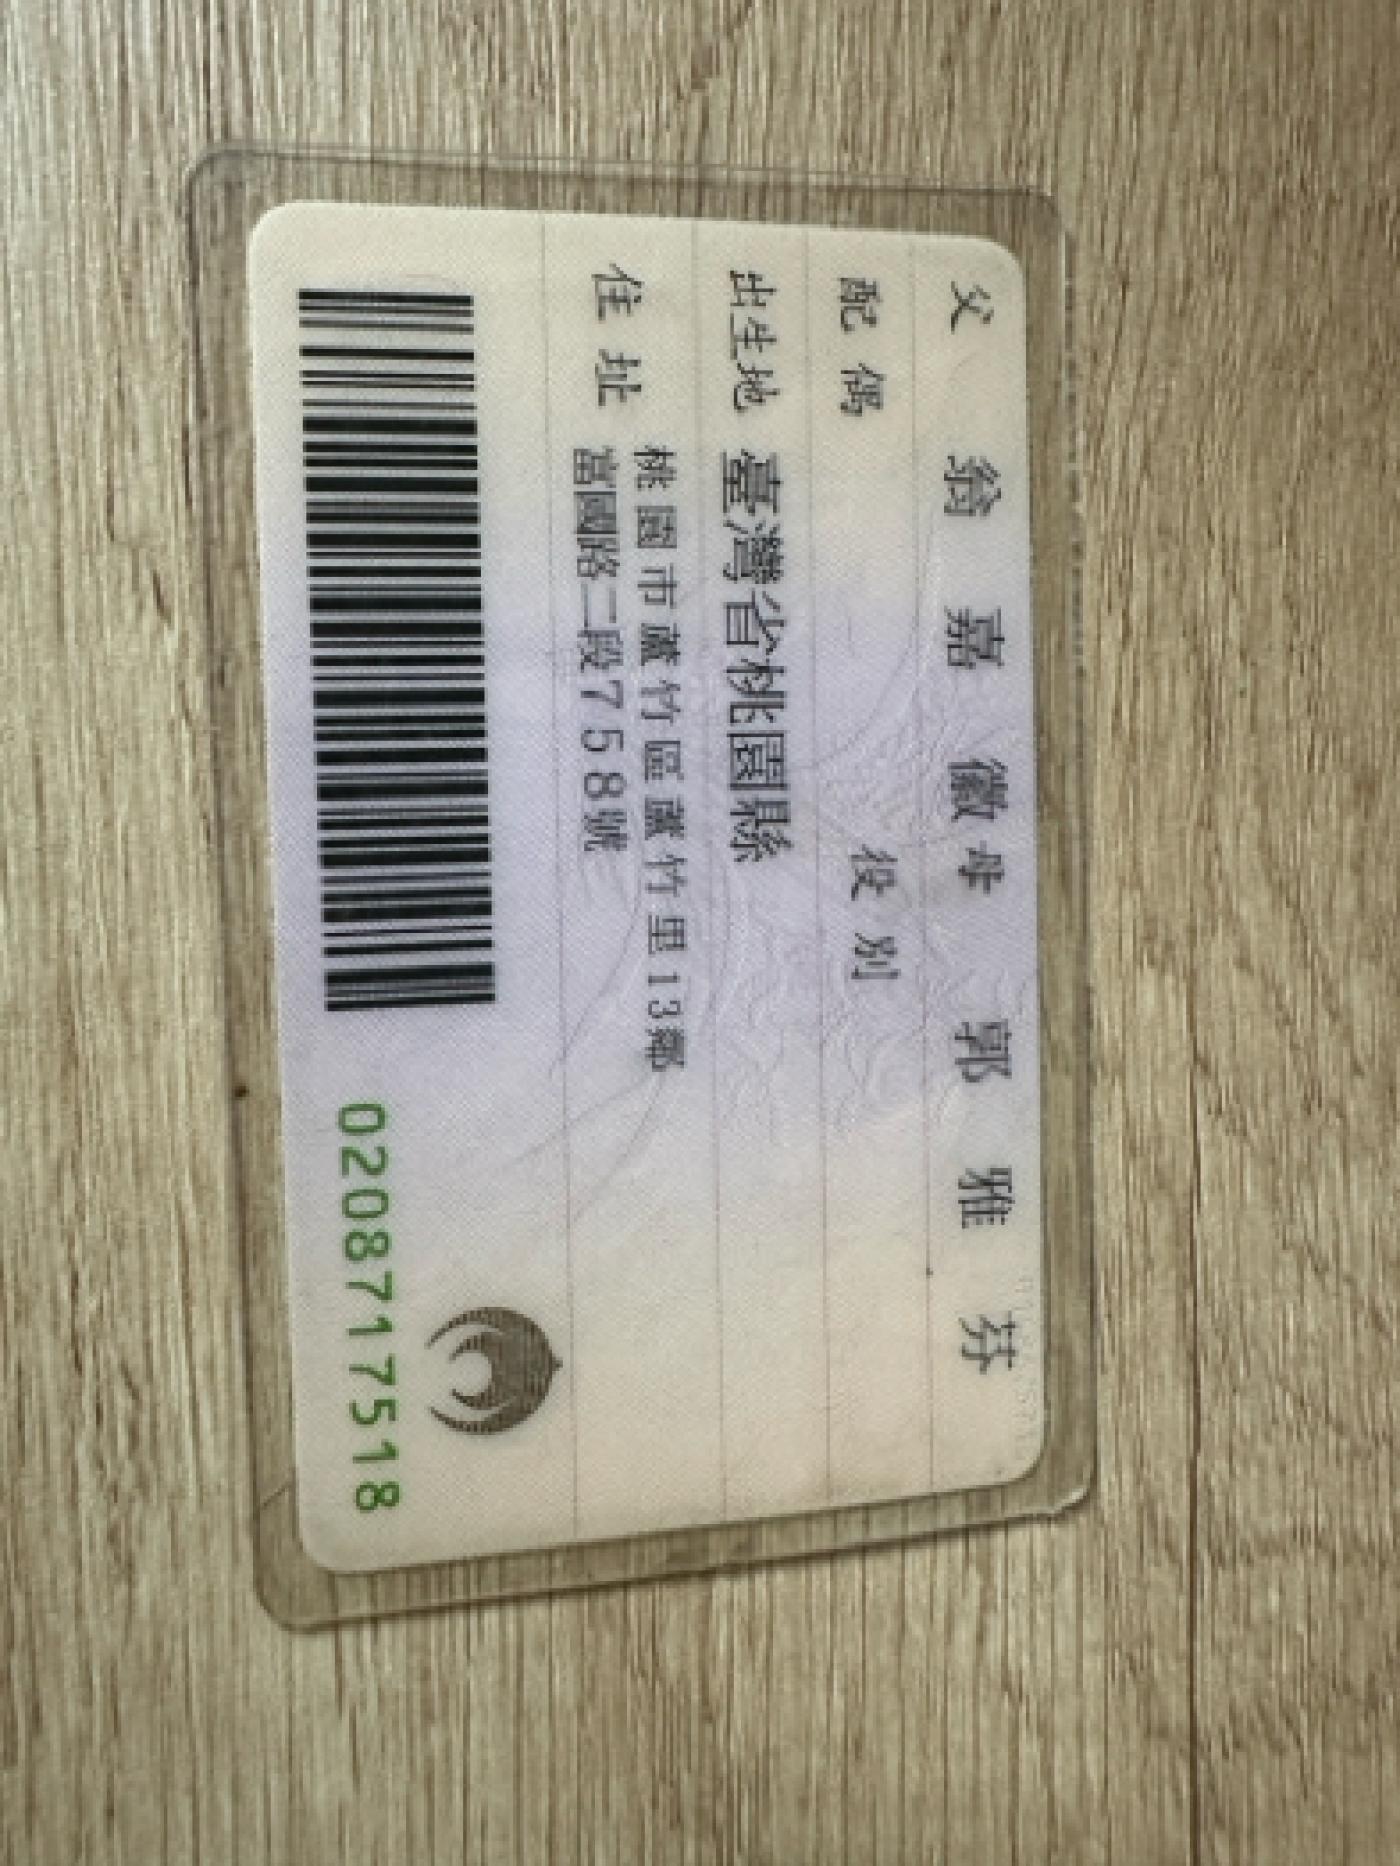 父 翁嘉徽 母 郭雅芬
配偶 役別
出生地 臺灣省桃園縣
住址 桃園市蘆竹區蘆竹里13鄰
富國路二段758號
0208717518